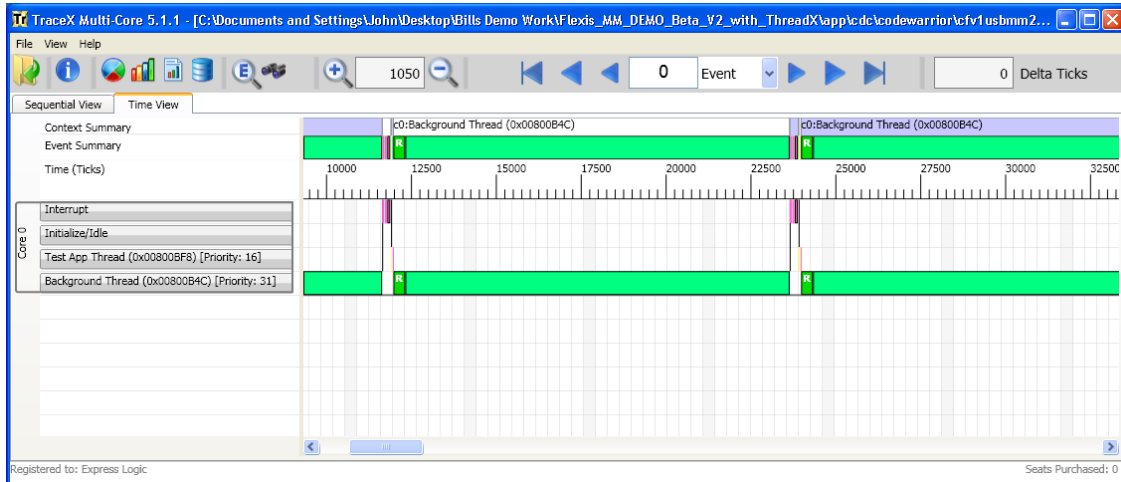 TraceX Multi-Core 5.1.1 - [C:\Documents and Settings\John\Desktop\Bills Demo Work\Flexis_MM_DEMO_Beta_V2_with_ThreadX\app\cdc\codewarrior\cfv1usbmm2...
File View Help
1050 0 Event 0 Delta Ticks
Sequential View Time View
Context Summary c0:Background Thread (0x00800B4C) c0:Background Thread (0x00800B4C)
Event Summary R R
Time (Ticks) 10000 12500 15000 17500 20000 22500 25000 27500 30000 32500
Core 0
Interrupt
Initialize/Idle
Test App Thread (0x00800BF8) [Priority: 16]
Background Thread (0x00800B4C) [Priority: 31] R R
Registered to: Express Logic Seats Purchased: 0